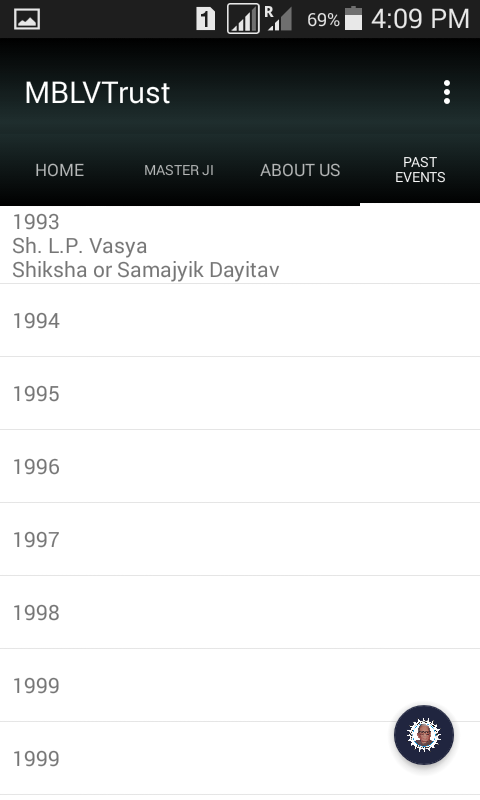 1 R 69% 4:09 PM
MBLVTrust
HOME MASTER JI ABOUT US PAST EVENTS
1993
Sh. L.P. Vasya
Shiksha or Samajyik Dayitav
1994
1995
1996
1997
1998
1999
1999